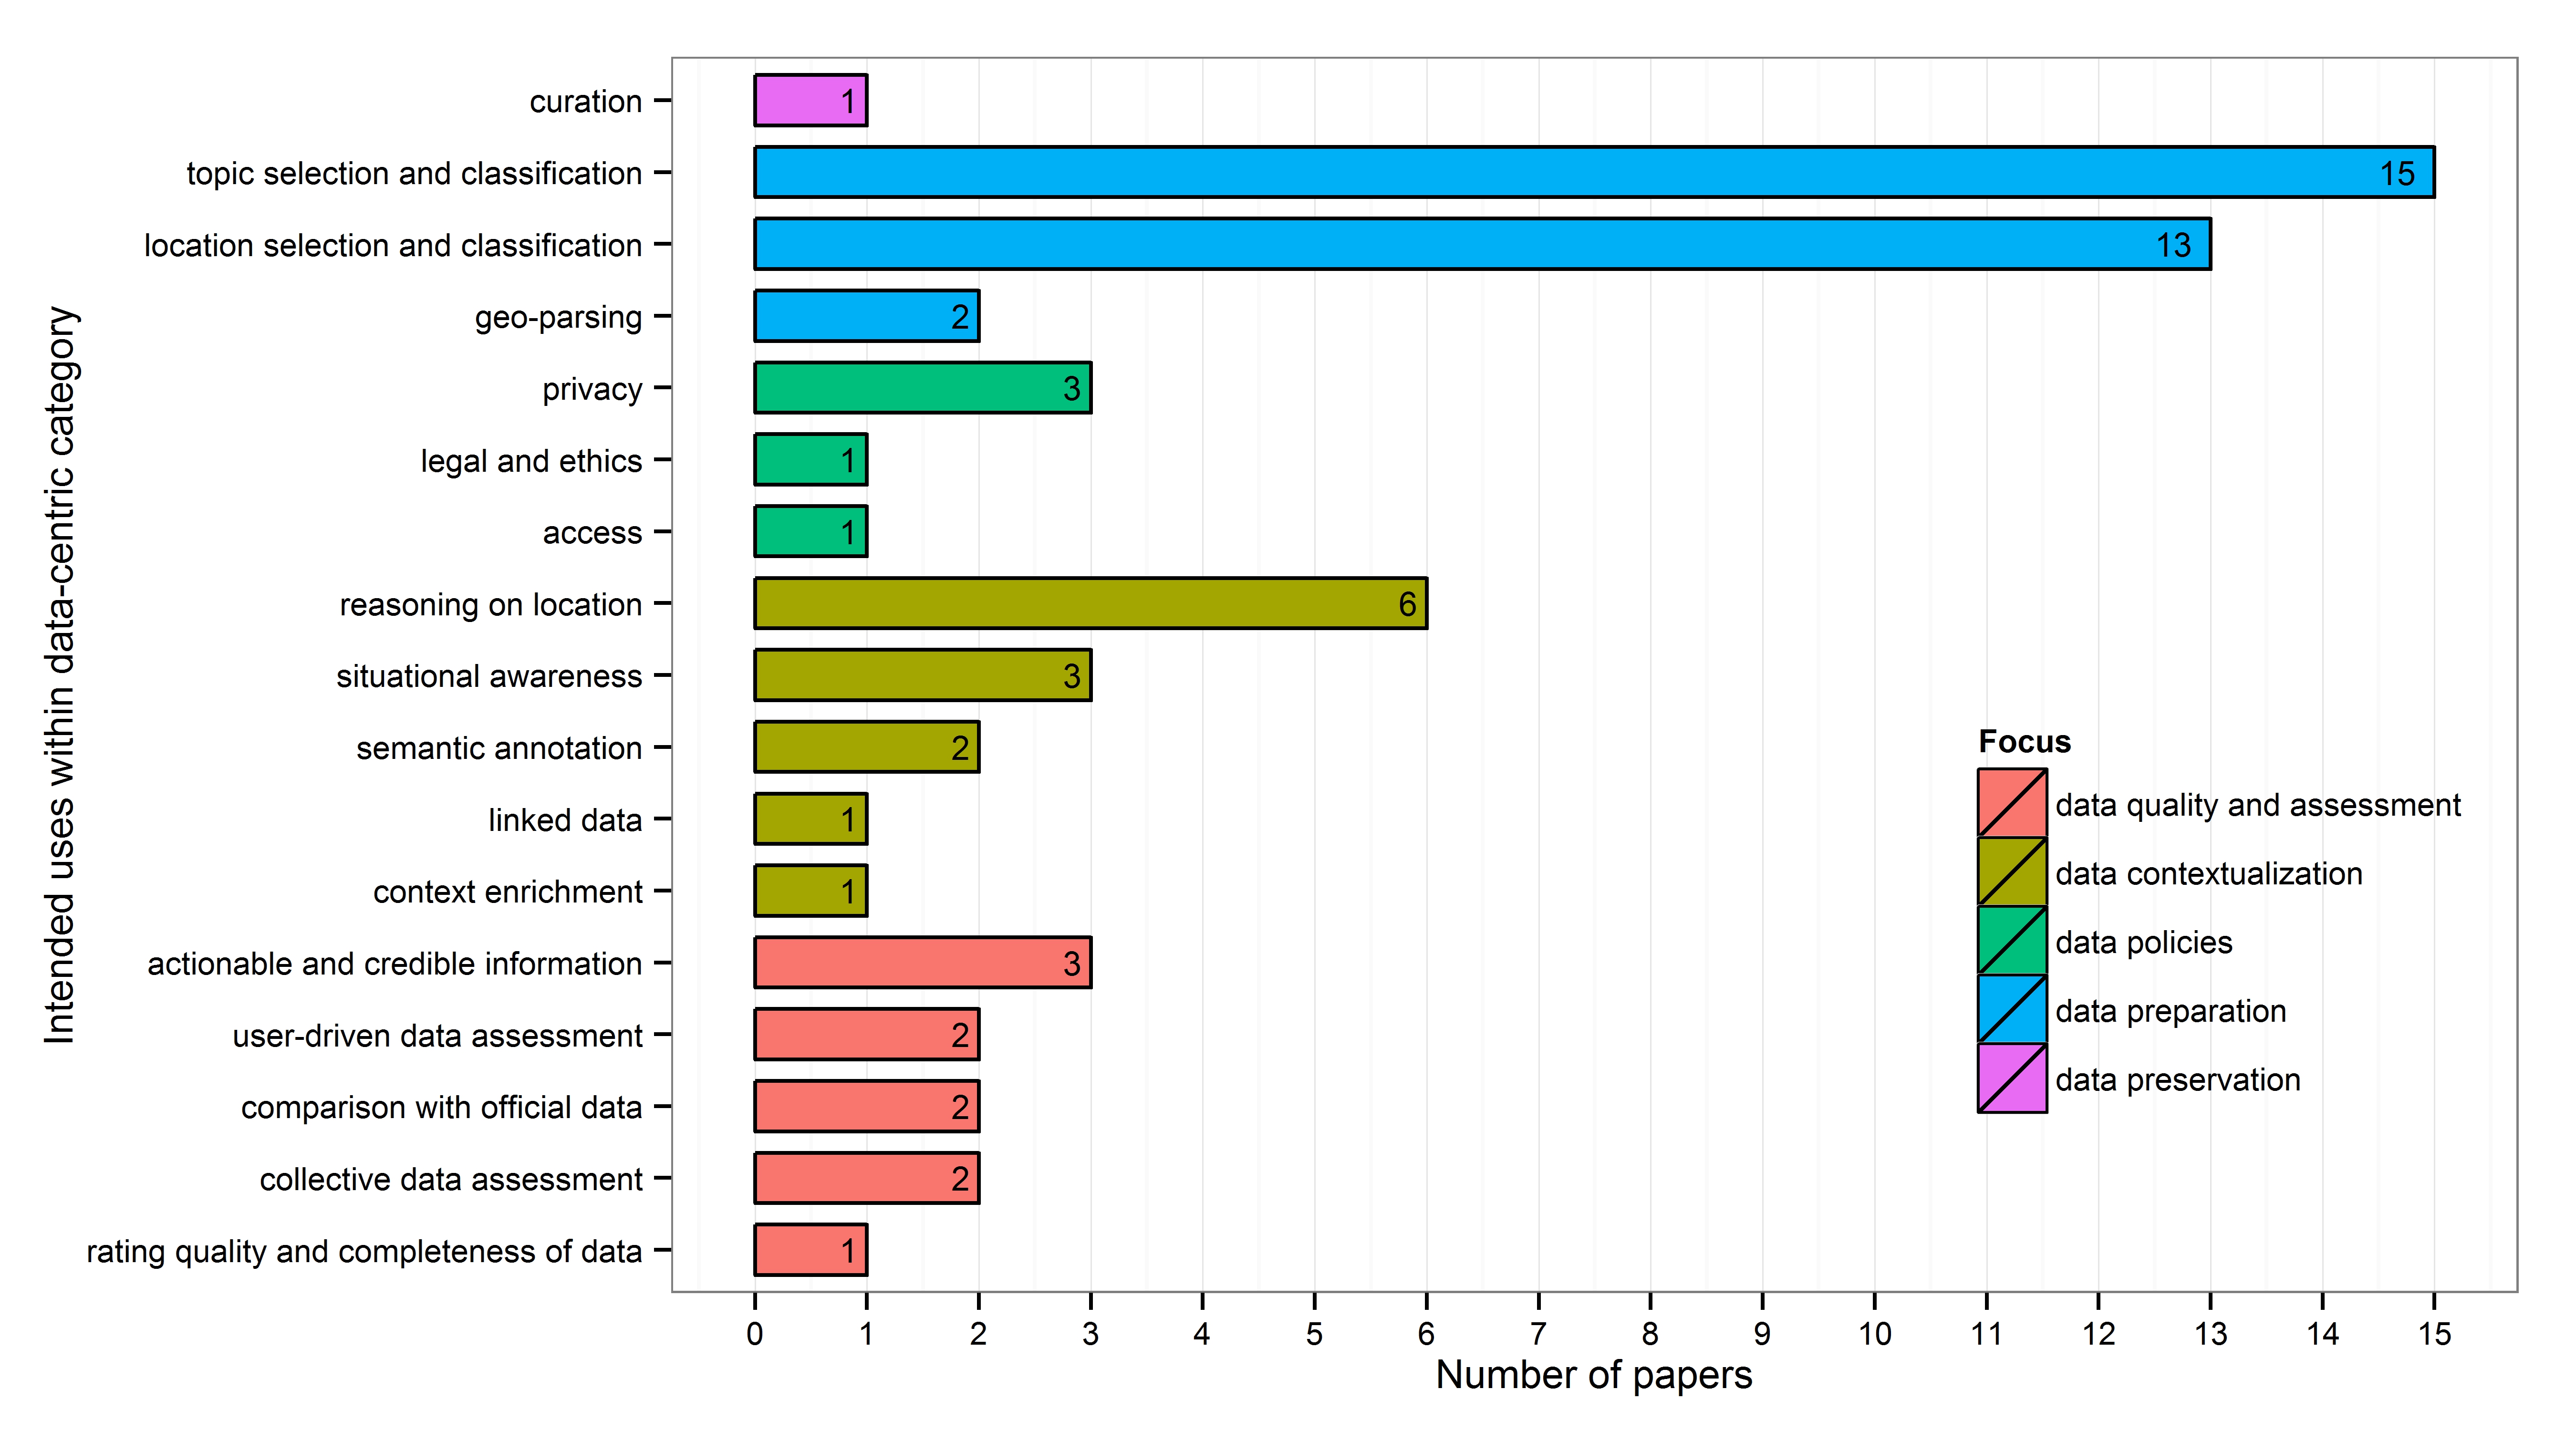 Intended uses within data-centric category
curation 1
topic selection and classification 15
location selection and classification 13
geo-parsing 2
privacy 3
legal and ethics 1
access 1
reasoning on location 6
situational awareness 3
semantic annotation 2
linked data 1
context enrichment 1
actionable and credible information 3
user-driven data assessment 2
comparison with official data 2
collective data assessment 2
rating quality and completeness of data 1
Focus
data quality and assessment
data contextualization
data policies
data preparation
data preservation
0 1 2 3 4 5 6 7 8 9 10 11 12 13 14 15
Number of papers